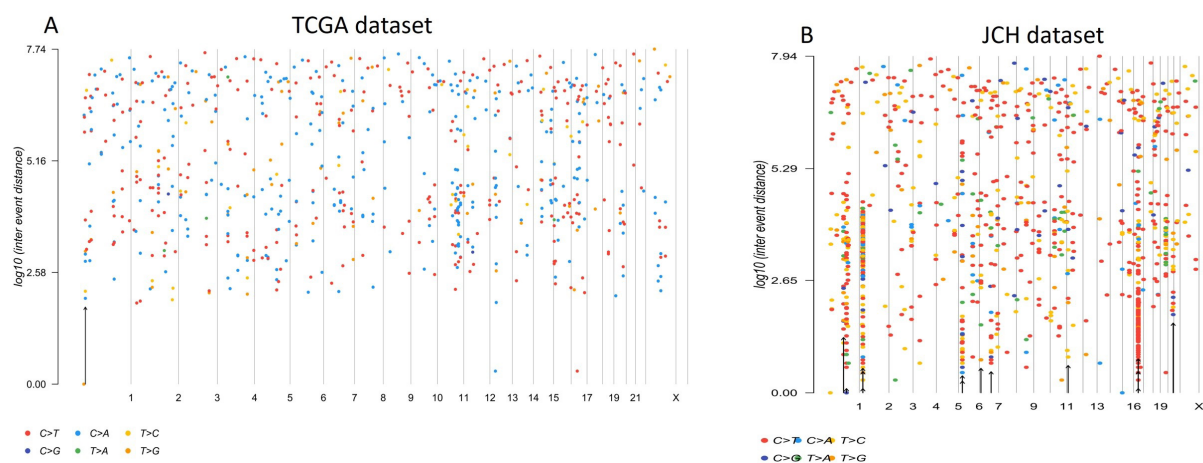 A
TCGA dataset
7.74
5.16
2.58
0.00
log10 (inter event distance)
1 2 3 4 5 6 7 8 9 10 11 12 13 14 15 17 19 21 X
C>T C>A T>C
C>G T>A T>G
B
JCH dataset
7.94
5.29
2.65
0.00
log10 (inter event distance)
1 2 3 4 5 6 7 9 11 13 16 19 X
C>T C>A T>C
C>G T>A T>G